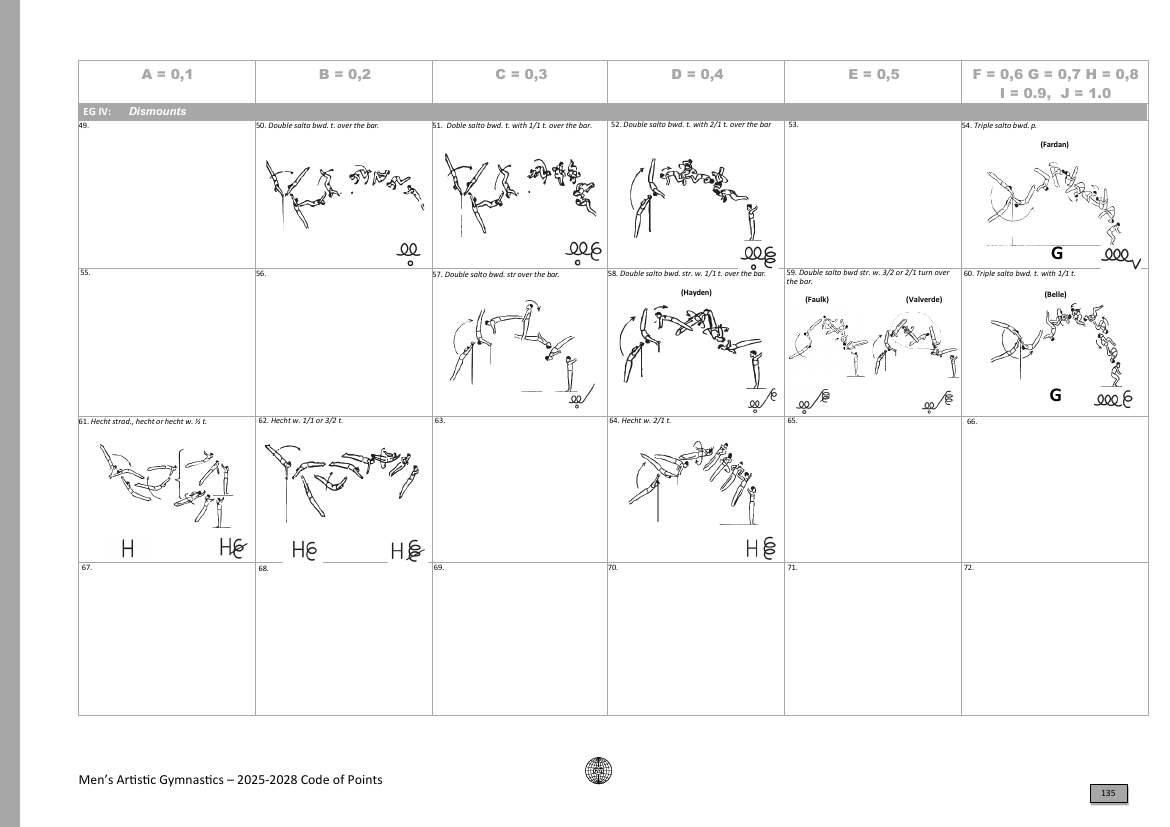 A = 0,1
B = 0,2
C = 0,3
D = 0,4
E = 0,5
F = 0,6 G = 0,7 H = 0,8
I = 0.9, J = 1.0
EG IV: Dismounts
49.
50. Double salto bwd. t. over the bar.
51. Doble salto bwd. t. with 1/1 t. over the bar.
52. Double salto bwd. t. with 2/1 t. over the bar
53.
54. Triple salto bwd. p.
(Fardan)
G
55.
56.
57. Double salto bwd. str over the bar.
58. Double salto bwd. str. w. 1/1 t. over the bar.
(Hayden)
59. Double salto bwd str. w. 3/2 or 2/1 turn over
the bar.
(Faulk)
(Valverde)
60. Triple salto bwd. t. with 1/1 t.
(Belle)
G
61. Hecht strad., hecht or hecht w. ½ t.
H
H
62. Hecht w. 1/1 or 3/2 t.
H
H
63.
64. Hecht w. 2/1 t.
H
65.
66.
67.
68.
69.
70.
71.
72.
Men's Artistic Gymnastics – 2025-2028 Code of Points
135